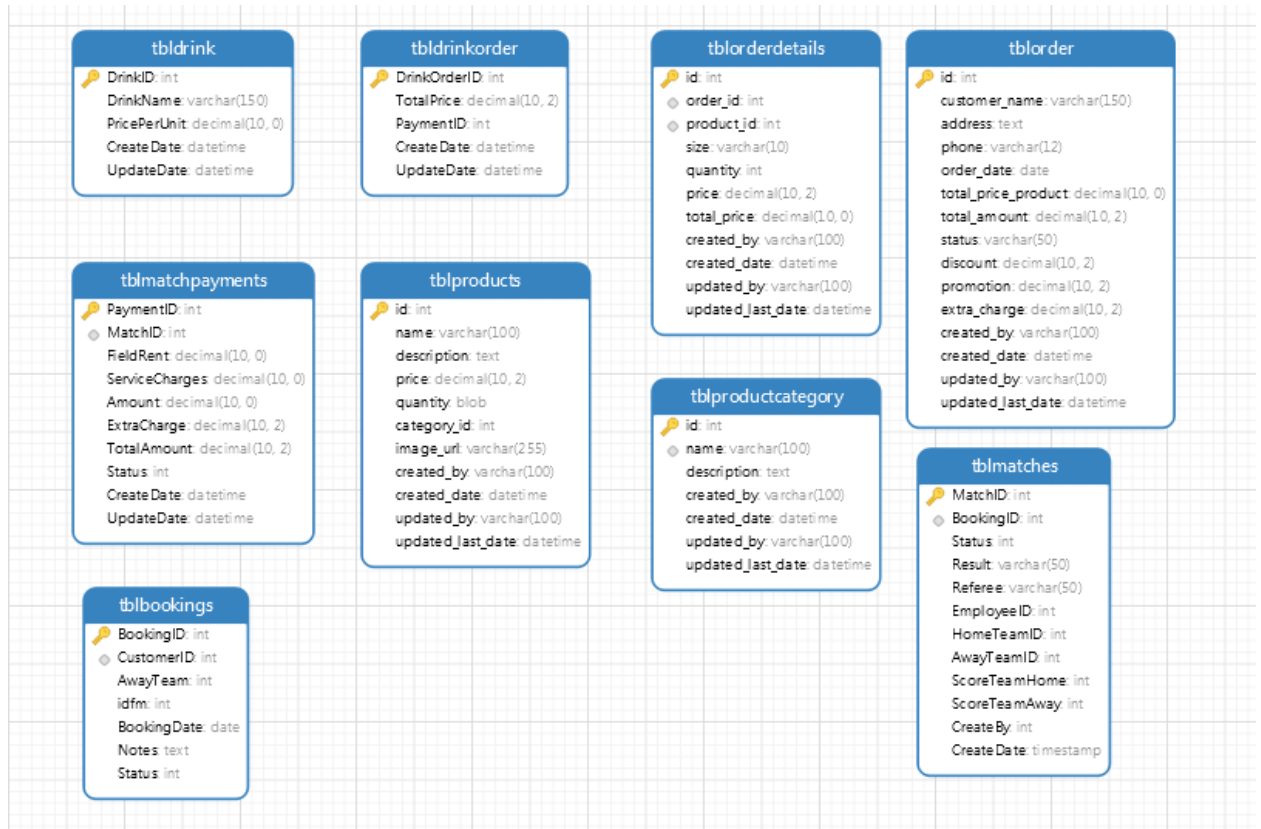 tbldrink
DrinkID: int
DrinkName: varchar(150)
PricePerUnit: decimal(10, 0)
CreateDate: datetime
UpdateDate: datetime
tbldrinkorder
DrinkOrderID: int
TotalPrice: decimal(10, 2)
PaymentID: int
CreateDate: datetime
UpdateDate: datetime
tblorderdetails
id: int
order_id: int
product_id: int
size: varchar(10)
quantity: int
price: decimal(10, 2)
total_price: decimal(10, 0)
created_by: varchar(100)
created_date: datetime
updated_by: varchar(100)
updated_last_date: datetime
tblorder
id: int
customer_name: varchar(150)
address: text
phone: varchar(12)
order_date: date
total_price_product: decimal(10, 0)
total_amount: decimal(10, 2)
status: varchar(50)
discount: decimal(10, 2)
promotion: decimal(10, 2)
extra_charge: decimal(10, 2)
created_by: varchar(100)
created_date: datetime
updated_by: varchar(100)
updated_last_date: datetime
tblmatchpayments
PaymentID: int
MatchID: int
FieldRent: decimal(10, 0)
ServiceCharges: decimal(10, 0)
Amount: decimal(10, 0)
ExtraCharge: decimal(10, 2)
TotalAmount: decimal(10, 2)
Status: int
CreateDate: datetime
UpdateDate: datetime
tblproducts
id: int
name: varchar(100)
description: text
price: decimal(10, 2)
quantity: blob
category_id: int
image_url: varchar(255)
created_by: varchar(100)
created_date: datetime
updated_by: varchar(100)
updated_last_date: datetime
tblproductcategory
id: int
name: varchar(100)
description: text
created_by: varchar(100)
created_date: datetime
updated_by: varchar(100)
updated_last_date: datetime
tblmatches
MatchID: int
BookingID: int
Status: int
Result: varchar(50)
Referee: varchar(50)
EmployeeID: int
HomeTeamID: int
AwayTeamID: int
ScoreTeamHome: int
ScoreTeamAway: int
CreateBy: int
CreateDate: timestamp
tblbookings
BookingID: int
CustomerID: int
AwayTeam: int
idfm: int
BookingDate: date
Notes: text
Status: int